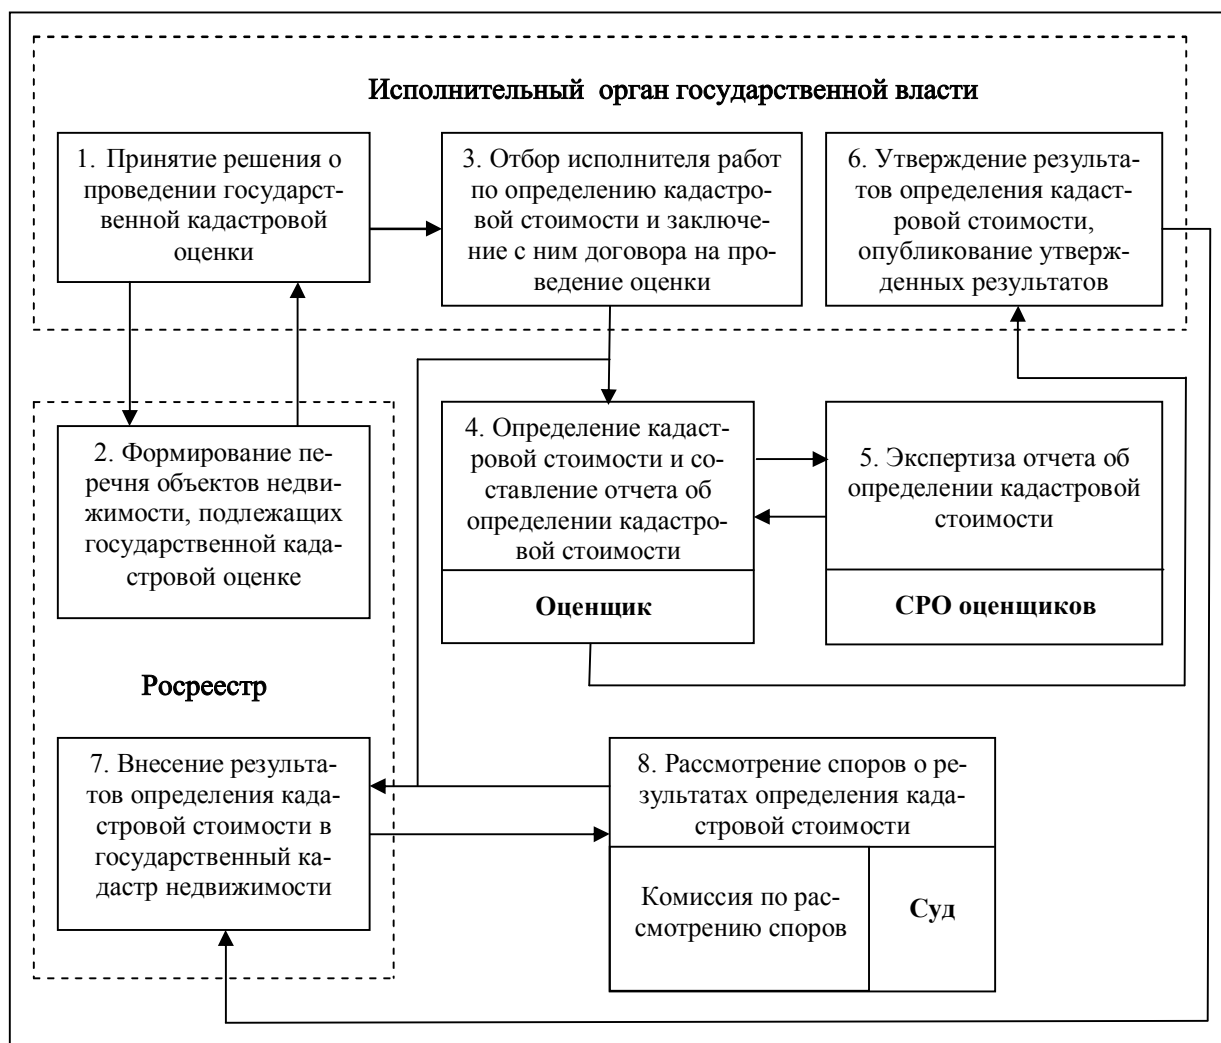 Исполнительный орган государственной власти
1. Принятие решения о
проведении государст-
венной кадастровой
оценки
3. Отбор исполнителя работ
по определению кадастро-
вой стоимости и заключе-
ние с ним договора на про-
ведение оценки
6. Утверждение результа-
тов определения кадаст-
ровой стоимости,
опубликование утверж-
денных результатов
2. Формирование пе-
речня объектов недви-
жимости, подлежащих
государственной када-
стровой оценке
4. Определение кадаст-
ровой стоимости и со-
ставление отчета об
определении кадастро-
вой стоимости
Оценщик
5. Экспертиза отчета об
определении кадастровой
стоимости
СРО оценщиков
Росреестр
7. Внесение результа-
тов определения када-
стровой стоимости в
государственный ка-
дастр недвижимости
8. Рассмотрение споров о ре-
зультатах определения када-
стровой стоимости
Комиссия по рас-
смотрению споров
Суд